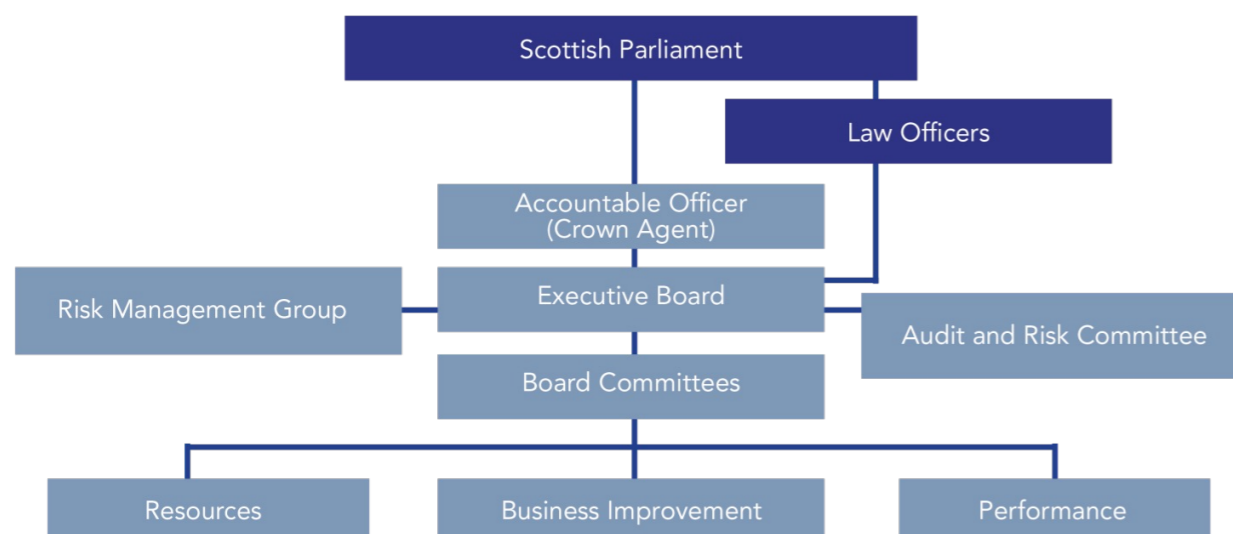 Scottish Parliament
Law Officers
Accountable Officer
(Crown Agent)
Risk Management Group
Executive Board
Audit and Risk Committee
Board Committees
Resources
Business Improvement
Performance